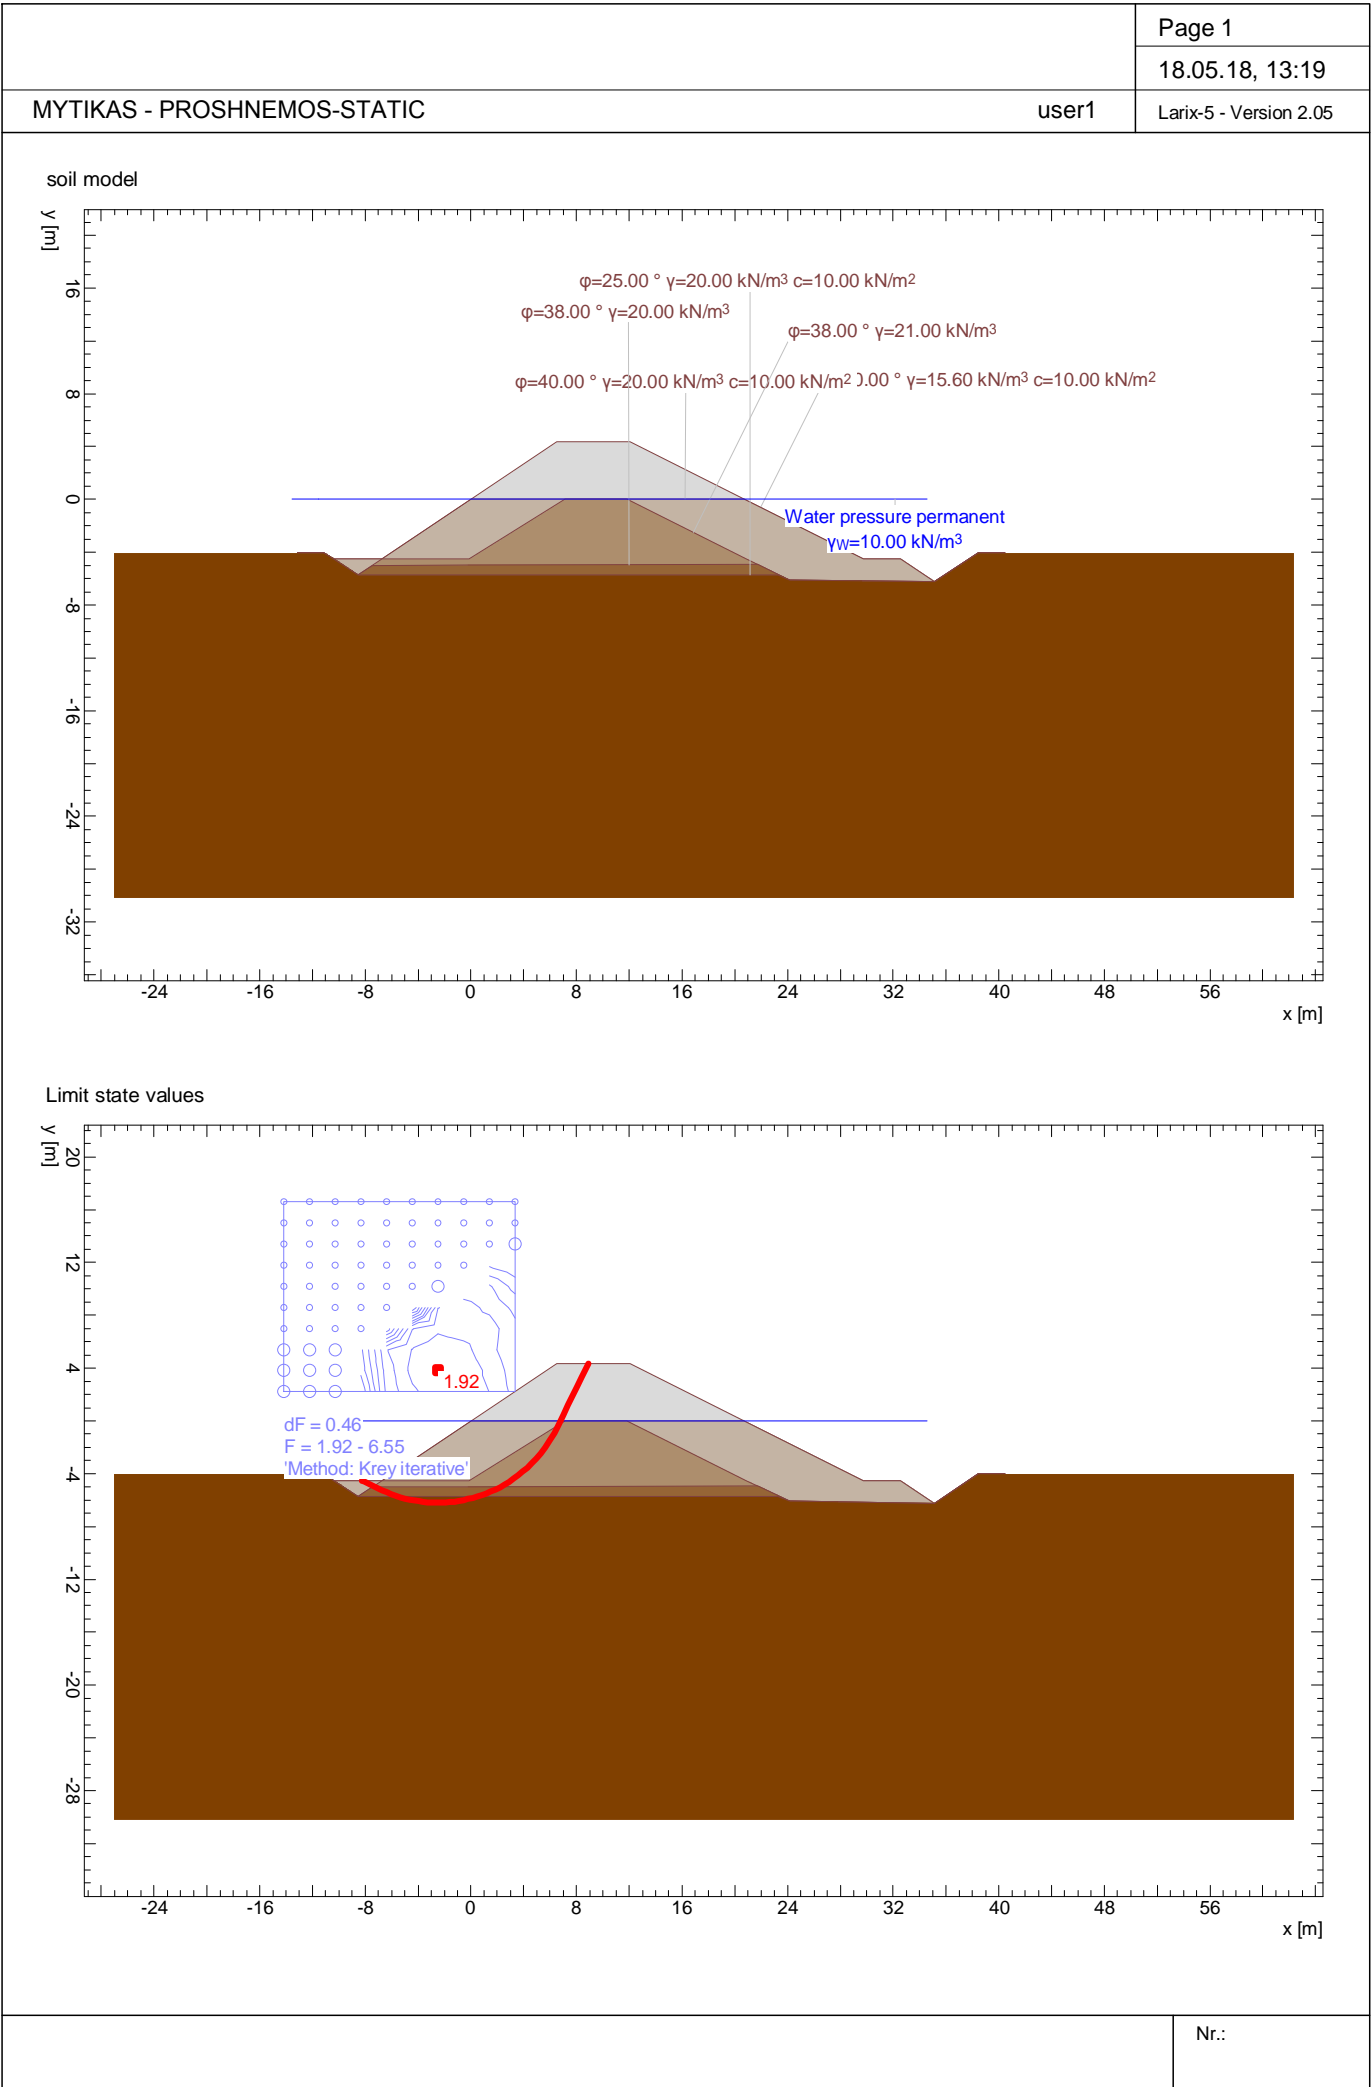 Page 1
18.05.18, 13:19
MYTIKAS - PROSHNEMOS-STATIC user1 Larix-5 - Version 2.05
soil model
y [m]
φ=25.00 ° γ=20.00 kN/m³ c=10.00 kN/m²
φ=38.00 ° γ=20.00 kN/m³
φ=38.00 ° γ=21.00 kN/m³
φ=40.00 ° γ=20.00 kN/m³ c=10.00 kN/m² 0.00 ° γ=15.60 kN/m³ c=10.00 kN/m²
Water pressure permanent
γw=10.00 kN/m³
16
8
0
-8
-16
-24
-32
-24 -16 -8 0 8 16 24 32 40 48 56
x [m]
Limit state values
y [m]
20
12
4
-4
-12
-20
-28
1.92
dF = 0.46
F = 1.92 - 6.55
'Method: Krey iterative'
-24 -16 -8 0 8 16 24 32 40 48 56
x [m]
Nr.: